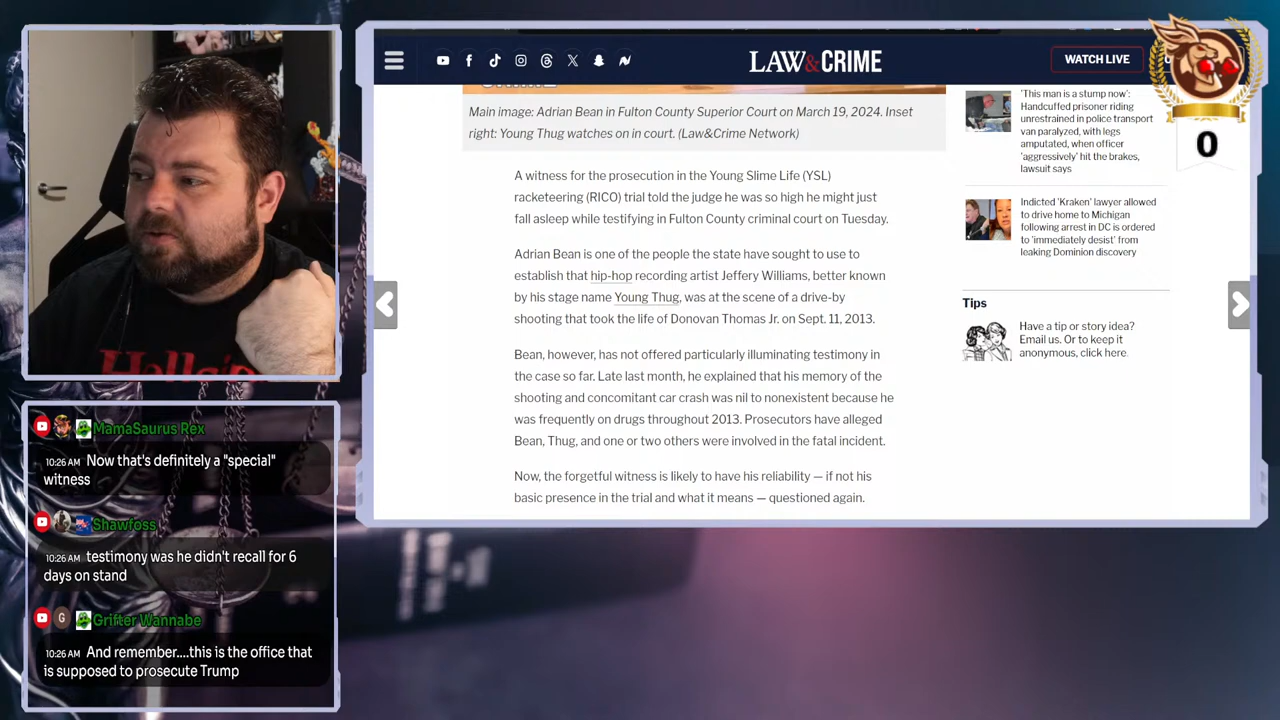 LAW&CRIME
WATCH LIVE
0
Main image: Adrian Bean in Fulton County Superior Court on March 19, 2024. Inset
right: Young Thug watches on in court. (Law&Crime Network)
A witness for the prosecution in the Young Slime Life (YSL)
racketeering (RICO) trial told the judge he was so high he might just
fall asleep while testifying in Fulton County criminal court on Tuesday.
Adrian Bean is one of the people the state have sought to use to
establish that hip-hop recording artist Jeffery Williams, better known
by his stage name Young Thug, was at the scene of a drive-by
shooting that took the life of Donovan Thomas Jr. on Sept. 11, 2013.
Bean, however, has not offered particularly illuminating testimony in
the case so far. Late last month, he explained that his memory of the
shooting and concomitant car crash was nil to nonexistent because he
was frequently on drugs throughout 2013. Prosecutors have alleged
Bean, Thug, and one or two others were involved in the fatal incident.
Now, the forgetful witness is likely to have his reliability — if not his
basic presence in the trial and what it means — questioned again.
'This man is a stump now':
Handcuffed prisoner riding
unrestrained in police transport
van paralyzed, with legs
amputated, when officer
'aggressively' hit the brakes,
lawsuit says
Indicted 'Kraken' lawyer allowed
to drive home to Michigan
following arrest in DC is ordered
to 'immediately desist' from
leaking Dominion discovery
Tips
Have a tip or story idea?
Email us. Or to keep it
anonymous, click here.
MamaSaurus Rex
10:26 AM Now that's definitely a "special"
witness
Shawfoss
10:26 AM testimony was he didn't recall for 6
days on stand
G Grifter Wannabe
10:26 AM And remember....this is the office that
is supposed to prosecute Trump